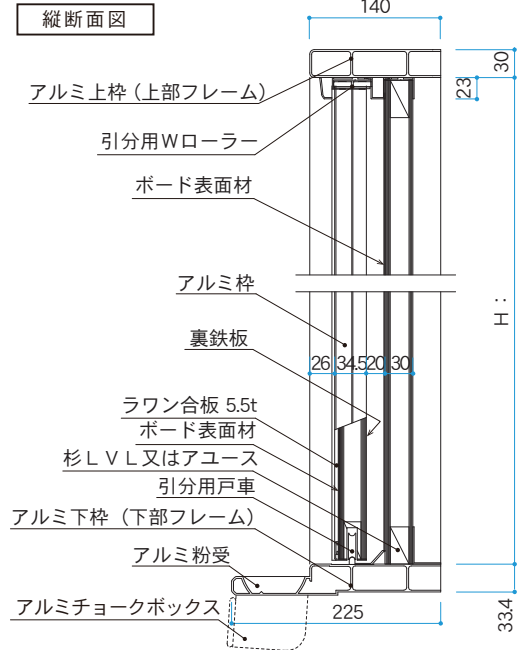 縦断面図
140
30
23
アルミ上枠 (上部フレーム)
引分用Wローラー
ボード表面材
アルミ枠
H:
裏鉄板
26 34.5 20 30
ラワン合板 5.5t
ボード表面材
杉LVL又はアユース
引分用戸車
アルミ下枠 (下部フレーム)
アルミ粉受
アルミチョークボックス
225
33.4